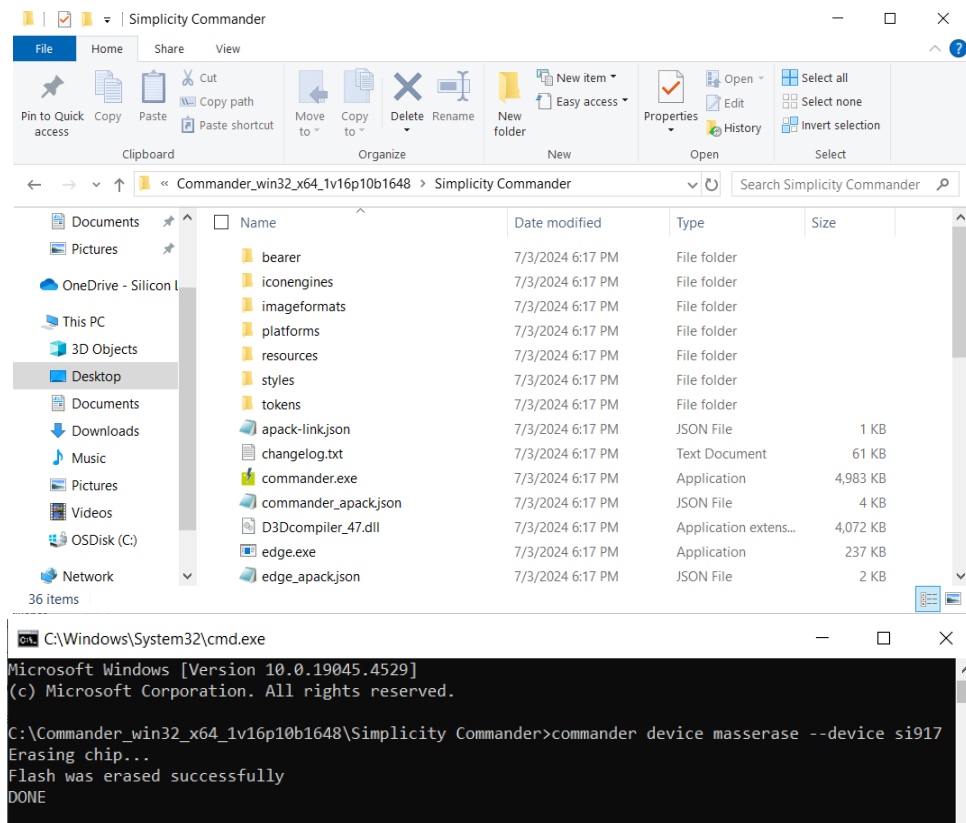 Simplicity Commander
File Home Share View
Pin to Quick access
Copy
Paste
Cut
Copy path
Paste shortcut
Clipboard
Move to
Copy to
Delete
Rename
Organize
New folder
New item
Easy access
New
Properties
Open
Edit
History
Open
Select all
Select none
Invert selection
Select
« Commander_win32_x64_1v16p10b1648 > Simplicity Commander
Search Simplicity Commander
Documents
Pictures
OneDrive - Silicon L
This PC
3D Objects
Desktop
Documents
Downloads
Music
Pictures
Videos
OSDisk (C:)
Network
Name Date modified Type Size
bearer 7/3/2024 6:17 PM File folder
iconengines 7/3/2024 6:17 PM File folder
imageformats 7/3/2024 6:17 PM File folder
platforms 7/3/2024 6:17 PM File folder
resources 7/3/2024 6:17 PM File folder
styles 7/3/2024 6:17 PM File folder
tokens 7/3/2024 6:17 PM File folder
apack-link.json 7/3/2024 6:17 PM JSON File 1 KB
changelog.txt 7/3/2024 6:17 PM Text Document 61 KB
commander.exe 7/3/2024 6:17 PM Application 4,983 KB
commander_apack.json 7/3/2024 6:17 PM JSON File 4 KB
D3Dcompiler_47.dll 7/3/2024 6:17 PM Application extens... 4,072 KB
edge.exe 7/3/2024 6:17 PM Application 237 KB
edge_apack.json 7/3/2024 6:17 PM JSON File 2 KB
36 items
C:\Windows\System32\cmd.exe
Microsoft Windows [Version 10.0.19045.4529]
(c) Microsoft Corporation. All rights reserved.
C:\Commander_win32_x64_1v16p10b1648\Simplicity Commander>commander device masserase --device si917
Erasing chip...
Flash was erased successfully
DONE